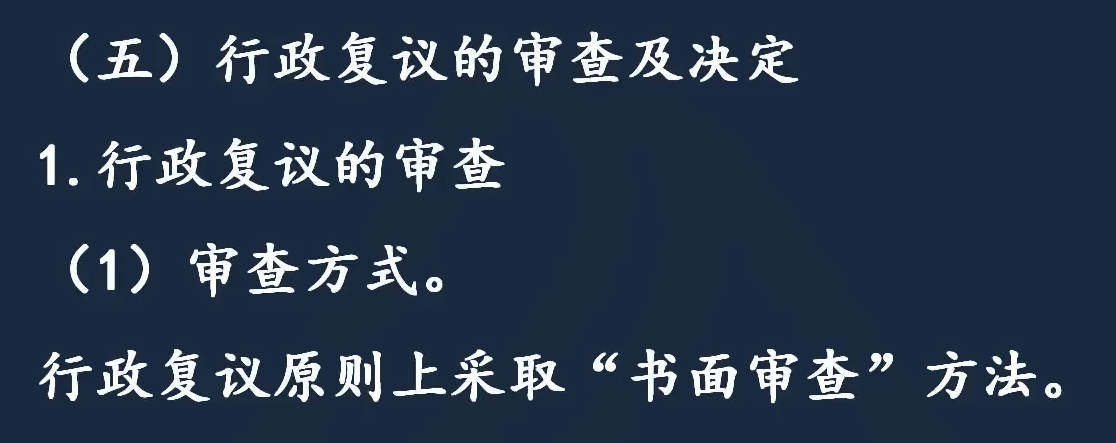 （五）行政复议的审查及决定
1.行政复议的审查
（1）审查方式。
行政复议原则上采取“书面审查”方法。